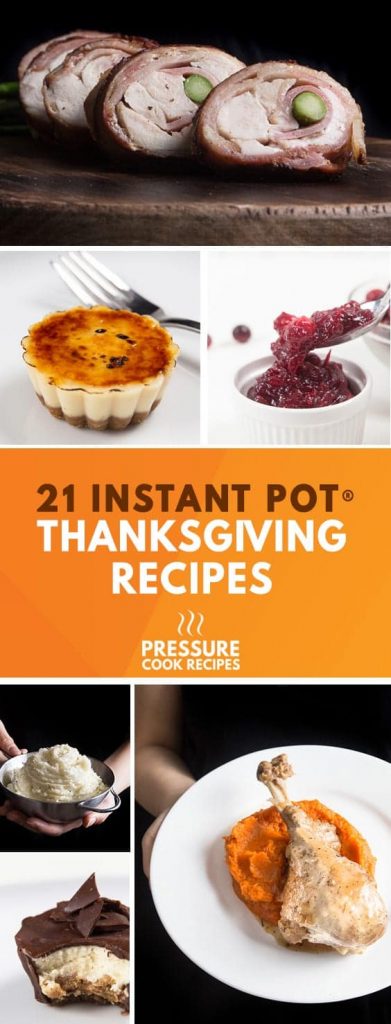 21 INSTANT POT®
THANKSGIVING
RECIPES
PRESSURE
COOK RECIPES